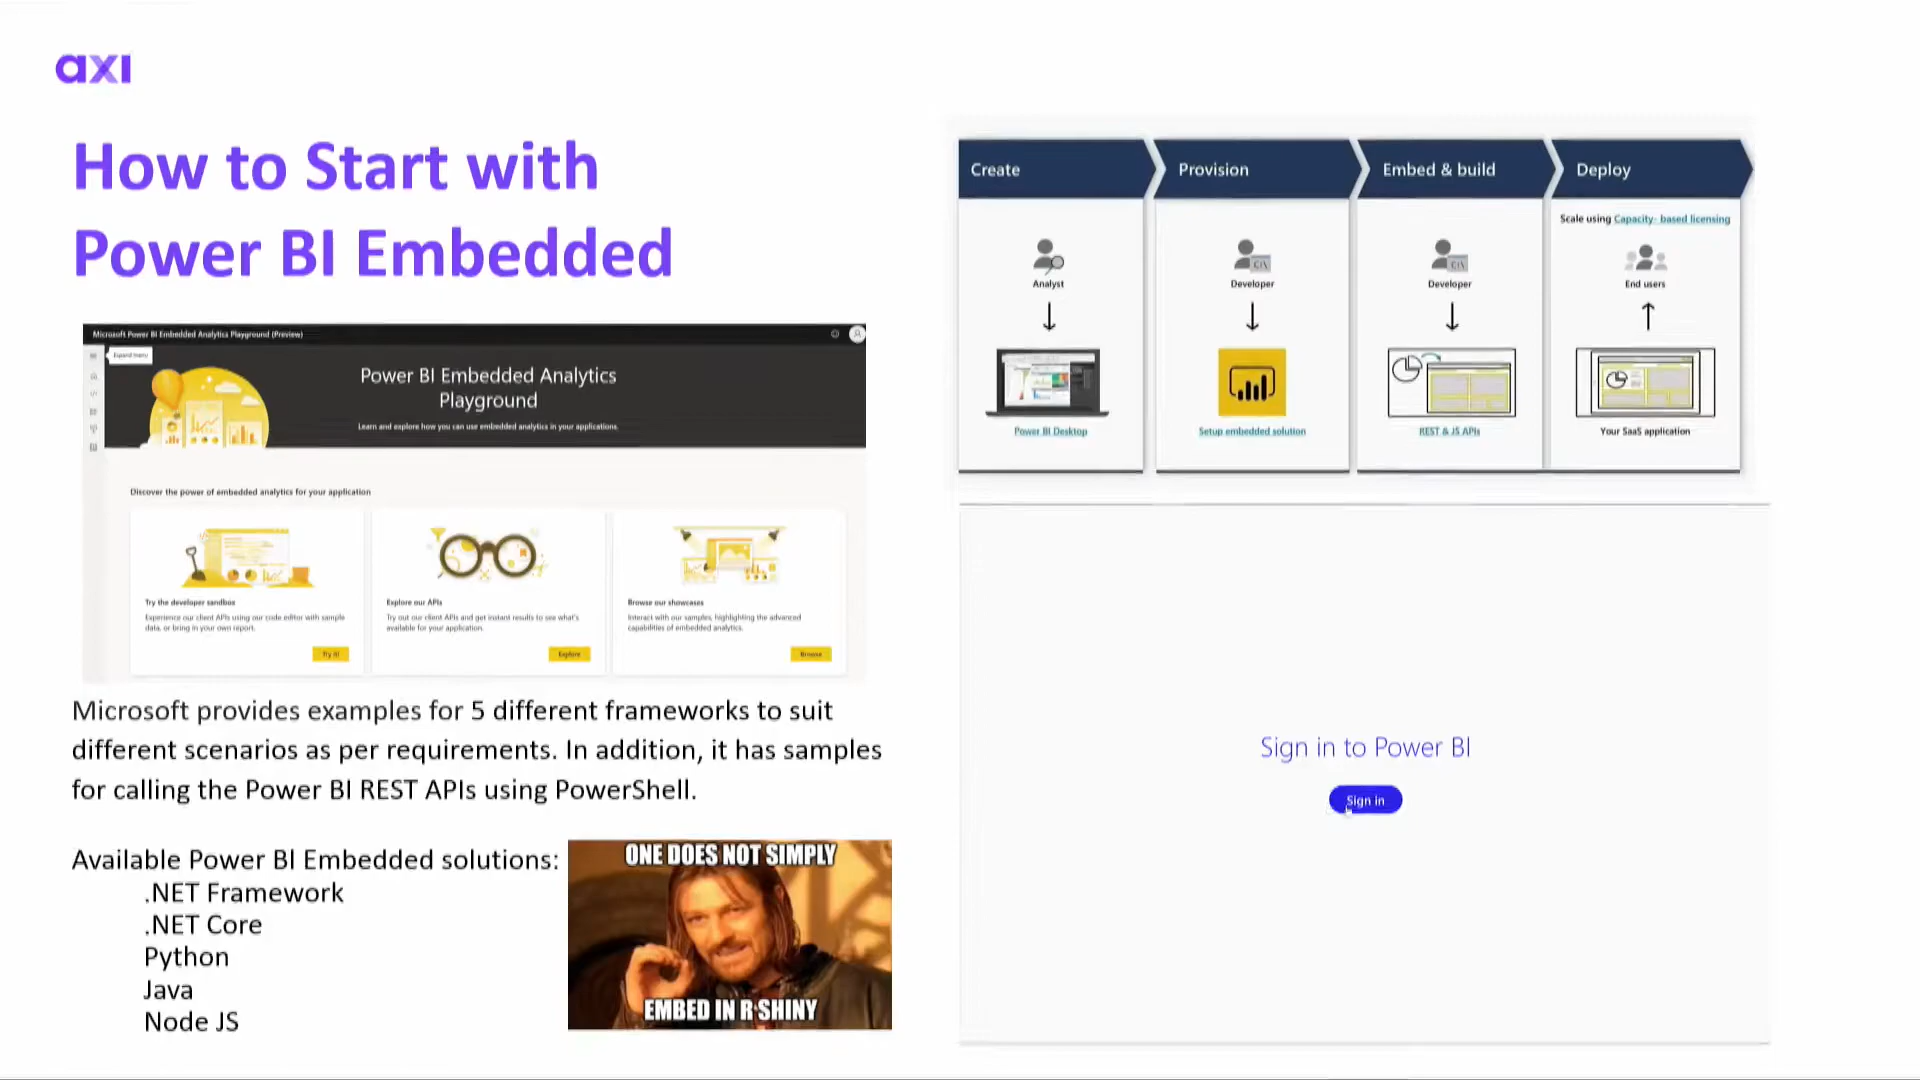 axi
How to Start with
Power BI Embedded
Microsoft Power BI Embedded Analytics Playground (Preview)
Expand menu
Power BI Embedded Analytics
Playground
Learn and explore how you can use embedded analytics in your applications
Discover the power of embedded analytics for your application
Try the developer sandbox
Experience our client APIs using our code editor with sample
data, or bring in your own report.
Try it!
Explore our APIs
Try out our client APIs and get instant results to see what's
available for your application.
Explore
Browse our showcases
Interact with our samples, highlighting the advanced
capabilities of embedded analytics.
Browse
Microsoft provides examples for 5 different frameworks to suit
different scenarios as per requirements. In addition, it has samples
for calling the Power BI REST APIs using PowerShell.
Available Power BI Embedded solutions:
.NET Framework
.NET Core
Python
Java
Node JS
ONE DOES NOT SIMPLY
EMBED IN R SHINY
Create
Analyst
Power BI Desktop
Provision
C:\
Developer
Setup embedded solution
Embed & build
C:\
Developer
REST & JS APIs
Deploy
Scale using Capacity- based licensing
End users
Your SaaS application
Sign in to Power BI
Sign in